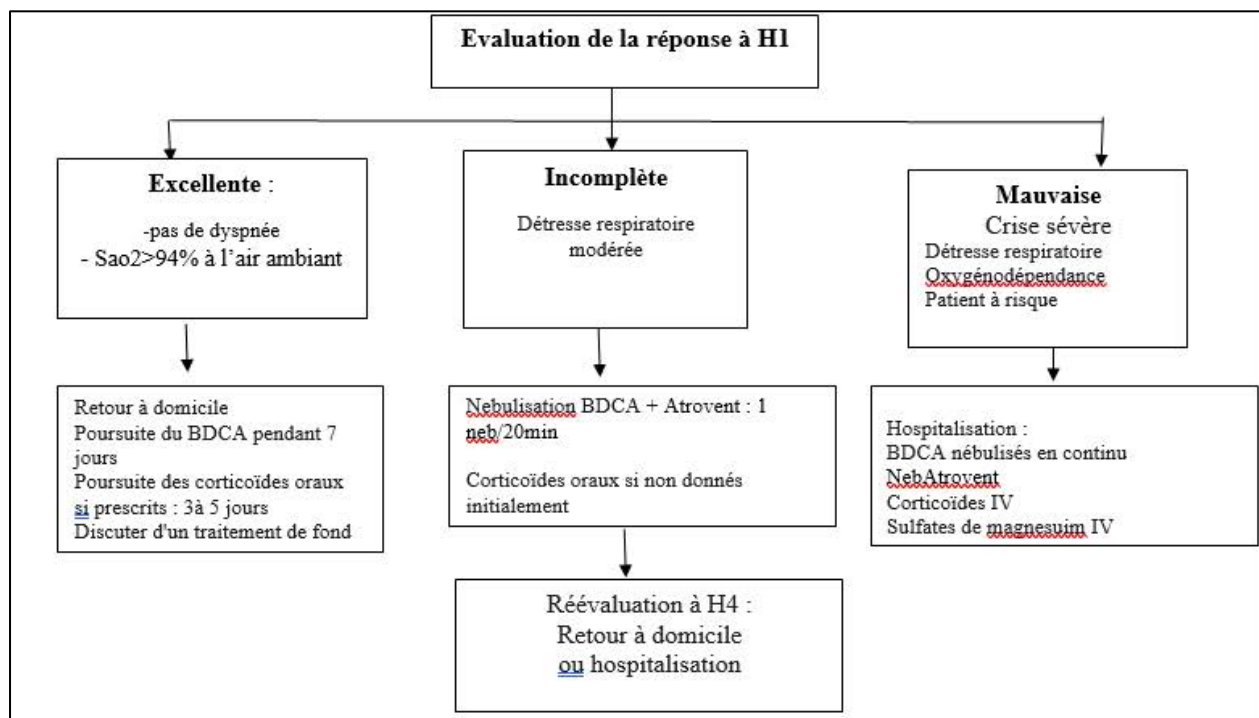 Evaluation de la réponse à H1
Excellente :
-pas de dyspnée
- Sao2>94% à l'air ambiant
Incomplète
Détresse respiratoire
modérée
Mauvaise
Crise sévère
Détresse respiratoire
Oxygénodépendance
Patient à risque
Retour à domicile
Poursuite du BDCA pendant 7
jours
Poursuite des corticoïdes oraux
si prescrits : 3à 5 jours
Discuter d'un traitement de fond
Nebulisation BDCA + Atrovent : 1
neb/20min
Corticoïdes oraux si non donnés
initialement
Hospitalisation :
BDCA nébulisés en continu
NebAtrovent
Corticoïdes IV
Sulfates de magnesuim IV
Réévaluation à H4 :
Retour à domicile
ou hospitalisation